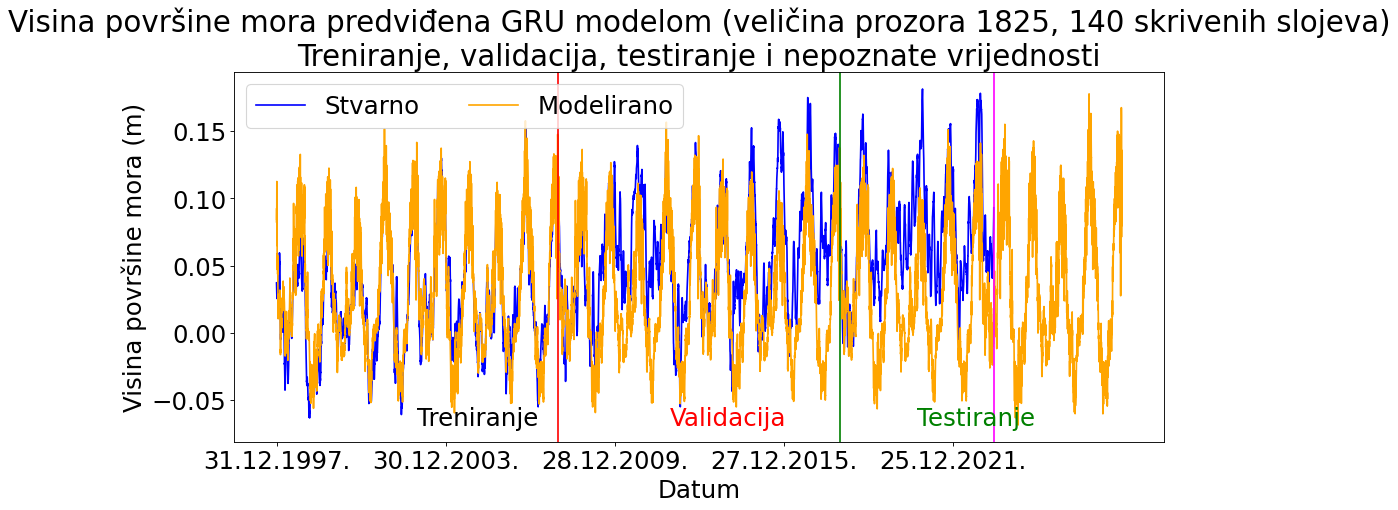 Visina površine mora predviđena GRU modelom (veličina prozora 1825, 140 skrivenih slojeva)
Treniranje, validacija, testiranje i nepoznate vrijednosti
Stvarno
Modelirano
Visina površine mora (m)
0.15
0.10
0.05
0.00
−0.05
Treniranje
Validacija
Testiranje
31.12.1997.
30.12.2003.
28.12.2009.
27.12.2015.
25.12.2021.
Datum